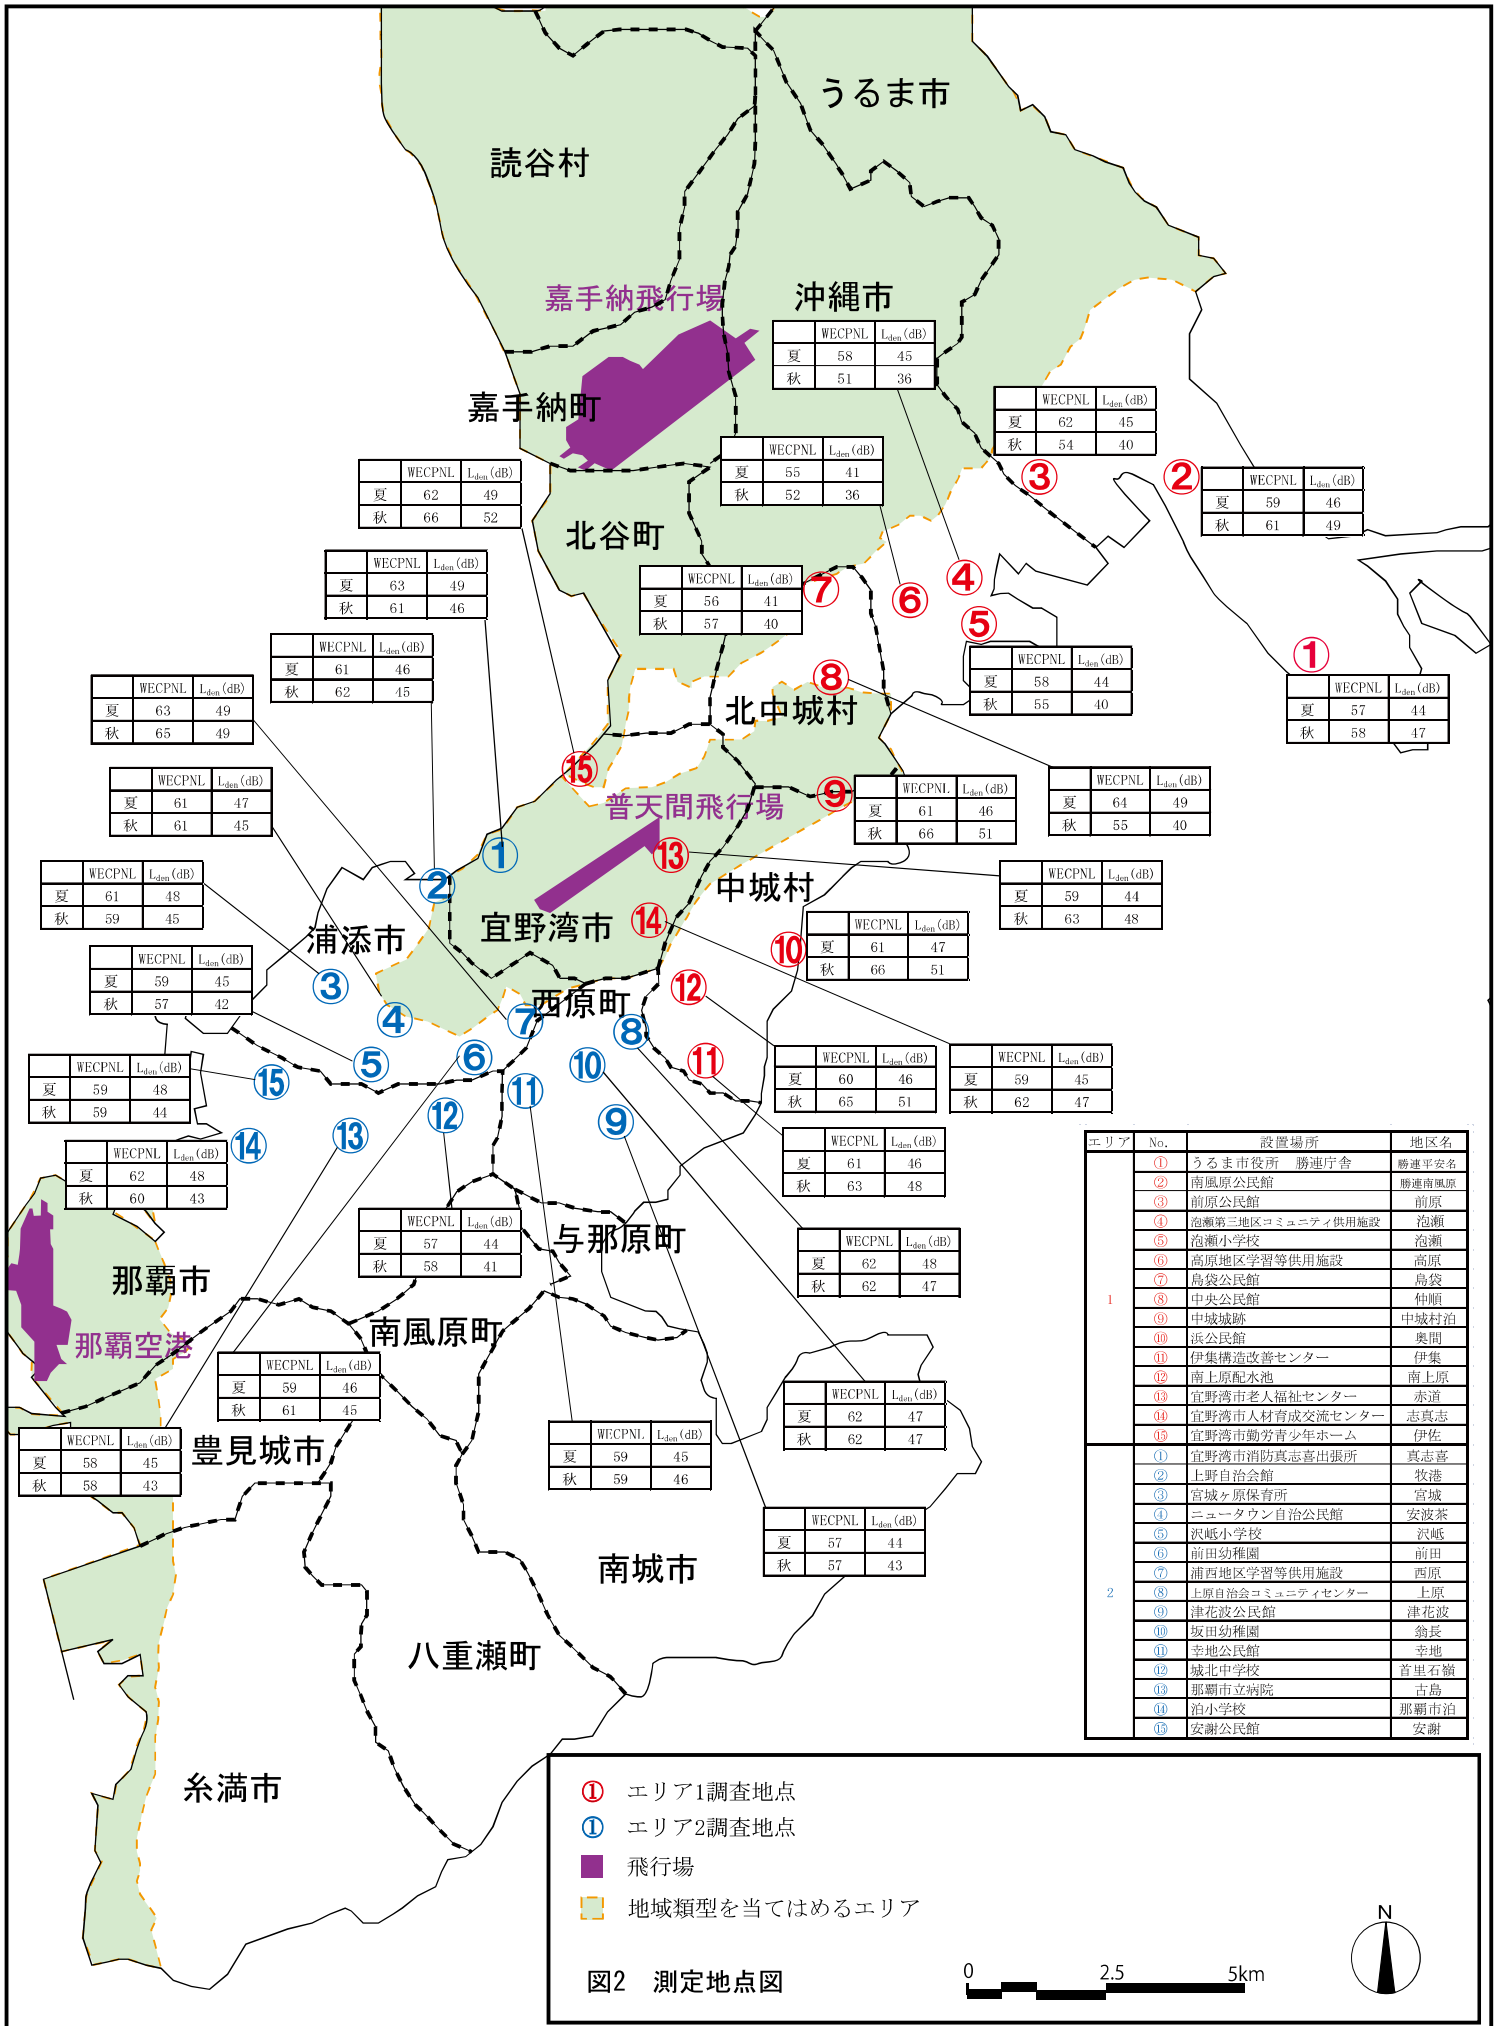 うるま市
読谷村
嘉手納飛行場
沖縄市
WECPNL Lden(dB)
夏 58 45
秋 51 36
嘉手納町
WECPNL Lden(dB)
夏 62 45
秋 54 40
③
②
WECPNL Lden(dB)
夏 59 46
秋 61 49
WECPNL Lden(dB)
夏 55 41
秋 52 36
WECPNL Lden(dB)
夏 62 49
秋 66 52
北谷町
WECPNL Lden(dB)
夏 63 49
秋 61 46
WECPNL Lden(dB)
夏 56 41
秋 57 40
⑦
⑥
④
⑤
①
WECPNL Lden(dB)
夏 61 46
秋 62 45
WECPNL Lden(dB)
夏 58 44
秋 55 40
WECPNL Lden(dB)
夏 57 44
秋 58 47
WECPNL Lden(dB)
夏 63 49
秋 65 49
⑧
北中城村
⑮
WECPNL Lden(dB)
夏 61 47
秋 61 45
普天間飛行場
⑨
WECPNL Lden(dB)
夏 61 46
秋 66 51
WECPNL Lden(dB)
夏 64 49
秋 55 40
①
②
⑬
WECPNL Lden(dB)
夏 61 48
秋 59 45
中城村
WECPNL Lden(dB)
夏 59 44
秋 63 48
浦添市
宜野湾市
⑭
⑩
WECPNL Lden(dB)
夏 61 47
秋 66 51
WECPNL Lden(dB)
夏 59 45
秋 57 42
③
④
⑦
西原町
⑧
⑫
WECPNL Lden(dB)
夏 59 48
秋 59 44
⑮
⑤
⑥
⑩
⑪
WECPNL Lden(dB)
夏 60 46
秋 65 51
WECPNL Lden(dB)
夏 59 45
秋 62 47
⑭
⑬
⑫
⑪
⑨
WECPNL Lden(dB)
夏 62 48
秋 60 43
WECPNL Lden(dB)
夏 61 46
秋 63 48
WECPNL Lden(dB)
夏 57 44
秋 58 41
与那原町
WECPNL Lden(dB)
夏 62 48
秋 62 47
那覇市
那覇空港
南風原町
WECPNL Lden(dB)
夏 59 46
秋 61 45
WECPNL Lden(dB)
夏 62 47
秋 62 47
WECPNL Lden(dB)
夏 58 45
秋 58 43
豊見城市
WECPNL Lden(dB)
夏 59 45
秋 59 46
WECPNL Lden(dB)
夏 57 44
秋 57 43
南城市
八重瀬町
糸満市
エリア No. 設置場所 地区名
1
① うるま市役所 勝連庁舎 勝連平安名
② 南風原公民館 勝連南風原
③ 前原公民館 前原
④ 泡瀬第三地区コミュニティ供用施設 泡瀬
⑤ 泡瀬小学校 泡瀬
⑥ 高原地区学習等供用施設 高原
⑦ 島袋公民館 島袋
⑧ 中央公民館 仲順
⑨ 中城城跡 中城村泊
⑩ 浜公民館 奥間
⑪ 伊集構造改善センター 伊集
⑫ 南上原配水池 南上原
⑬ 宜野湾市老人福祉センター 赤道
⑭ 宜野湾市人材育成交流センター 志真志
⑮ 宜野湾市勤労青少年ホーム 伊佐
2
① 宜野湾市消防真志喜出張所 真志喜
② 上野自治会館 牧港
③ 宮城ヶ原保育所 宮城
④ ニュータウン自治公民館 安波茶
⑤ 沢岻小学校 沢岻
⑥ 前田幼稚園 前田
⑦ 浦西地区学習等供用施設 西原
⑧ 上原自治会コミュニティセンター 上原
⑨ 津花波公民館 津花波
⑩ 坂田幼稚園 翁長
⑪ 幸地公民館 幸地
⑫ 城北中学校 首里石嶺
⑬ 那覇市立病院 古島
⑭ 泊小学校 那覇市泊
⑮ 安謝公民館 安謝
① エリア1調査地点
① エリア2調査地点
飛行場
地域類型を当てはめるエリア
図2 測定地点図
0 2.5 5km
N